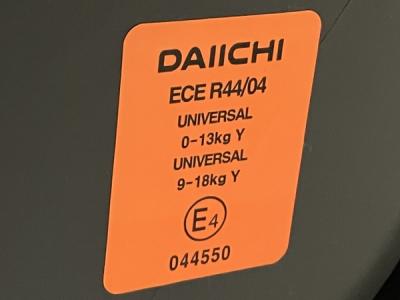 DAIICHI
ECE R44/04
UNIVERSAL
0-13kg Y
UNIVERSAL
9-18kg Y
E4
044550